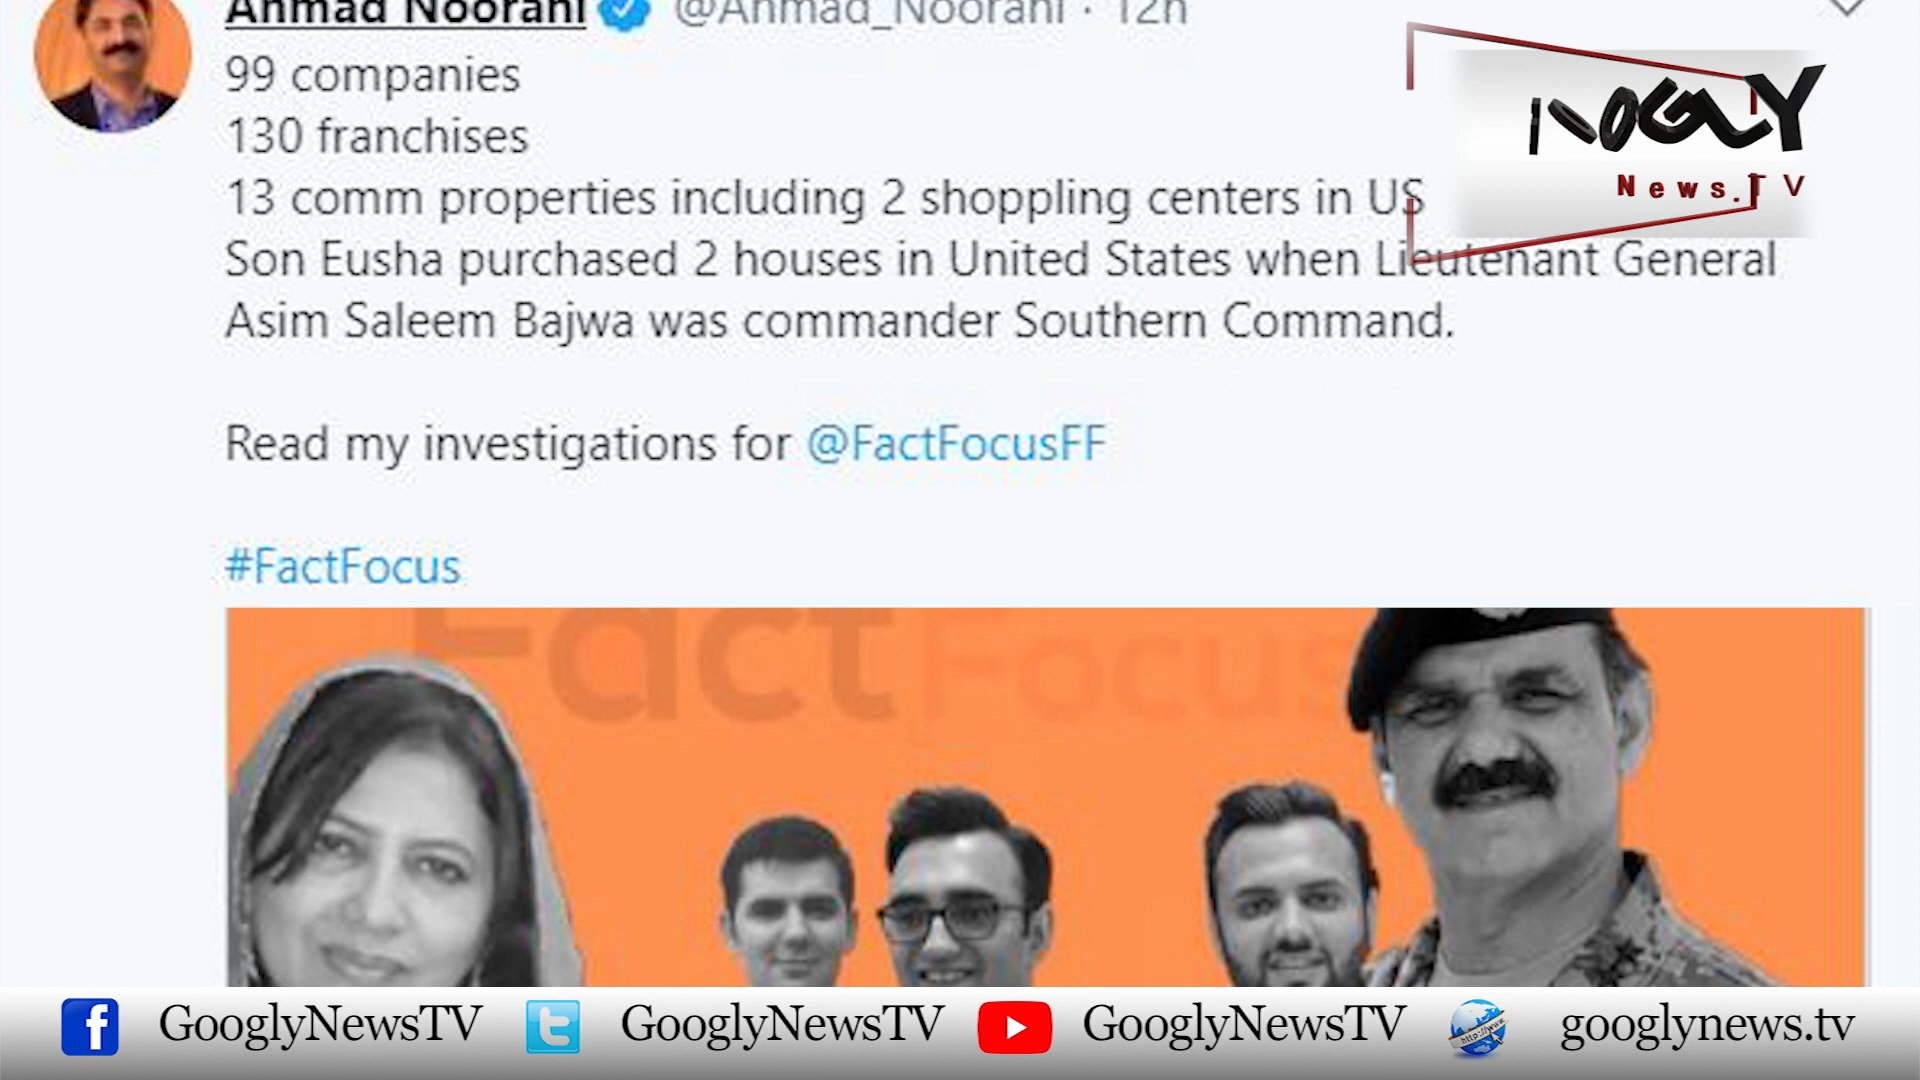 Ahmad Noorani @Ahmad_Noorani · 12h
99 companies
130 franchises
13 comm properties including 2 shoppling centers in US
Son Eusha purchased 2 houses in United States when Lieutenant General
Asim Saleem Bajwa was commander Southern Command.
Read my investigations for @FactFocusFF
#FactFocus
Fact Focus
News.TV
GooglyNewsTV GooglyNewsTV GooglyNewsTV googlynews.tv